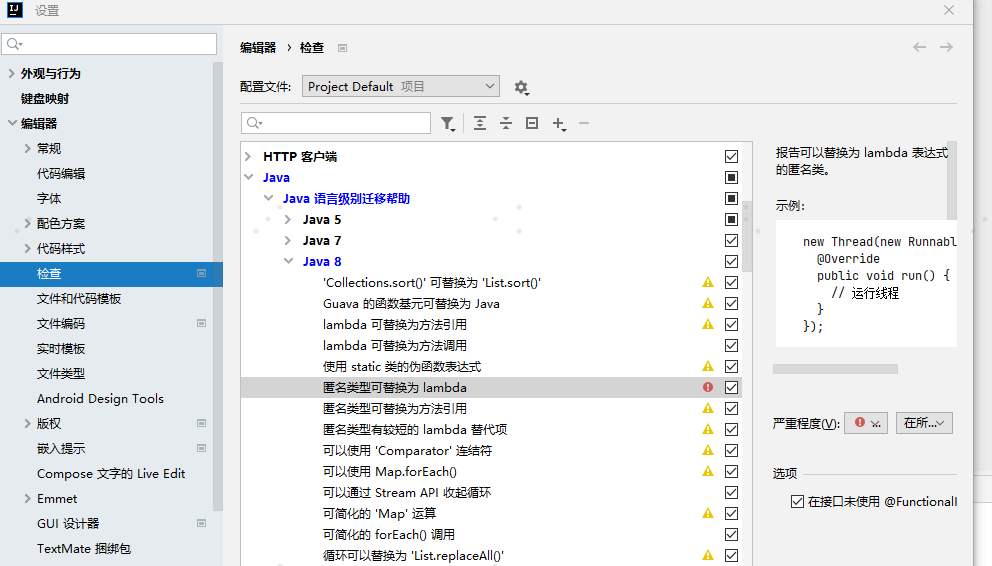 IJ 设置
编辑器 › 检查
外观与行为
键盘映射
编辑器
常规
代码编辑
字体
配色方案
代码样式
检查
文件和代码模板
文件编码
实时模板
文件类型
Android Design Tools
版权
嵌入提示
Compose 文字的 Live Edit
Emmet
GUI 设计器
TextMate 捆绑包
配置文件: Project Default 项目
HTTP 客户端
Java
Java 语言级别迁移帮助
Java 5
Java 7
Java 8
'Collections.sort()' 可替换为 'List.sort()'
Guava 的函数基元可替换为 Java
lambda 可替换为方法引用
lambda 可替换为方法调用
使用 static 类的伪函数表达式
匿名类型可替换为 lambda
匿名类型可替换为方法引用
匿名类型有较短的 lambda 替代项
可以使用 'Comparator' 连结符
可以使用 Map.forEach()
可以通过 Stream API 收起循环
可简化的 'Map' 运算
可简化的 forEach() 调用
循环可以替换为 'List.replaceAll()'
报告可以替换为 lambda 表达式
的匿名类。
示例:
new Thread(new Runnabl
@Override
public void run() {
// 运行线程
}
});
严重程度(V): 在所...
选项
在接口未使用 @Functionall